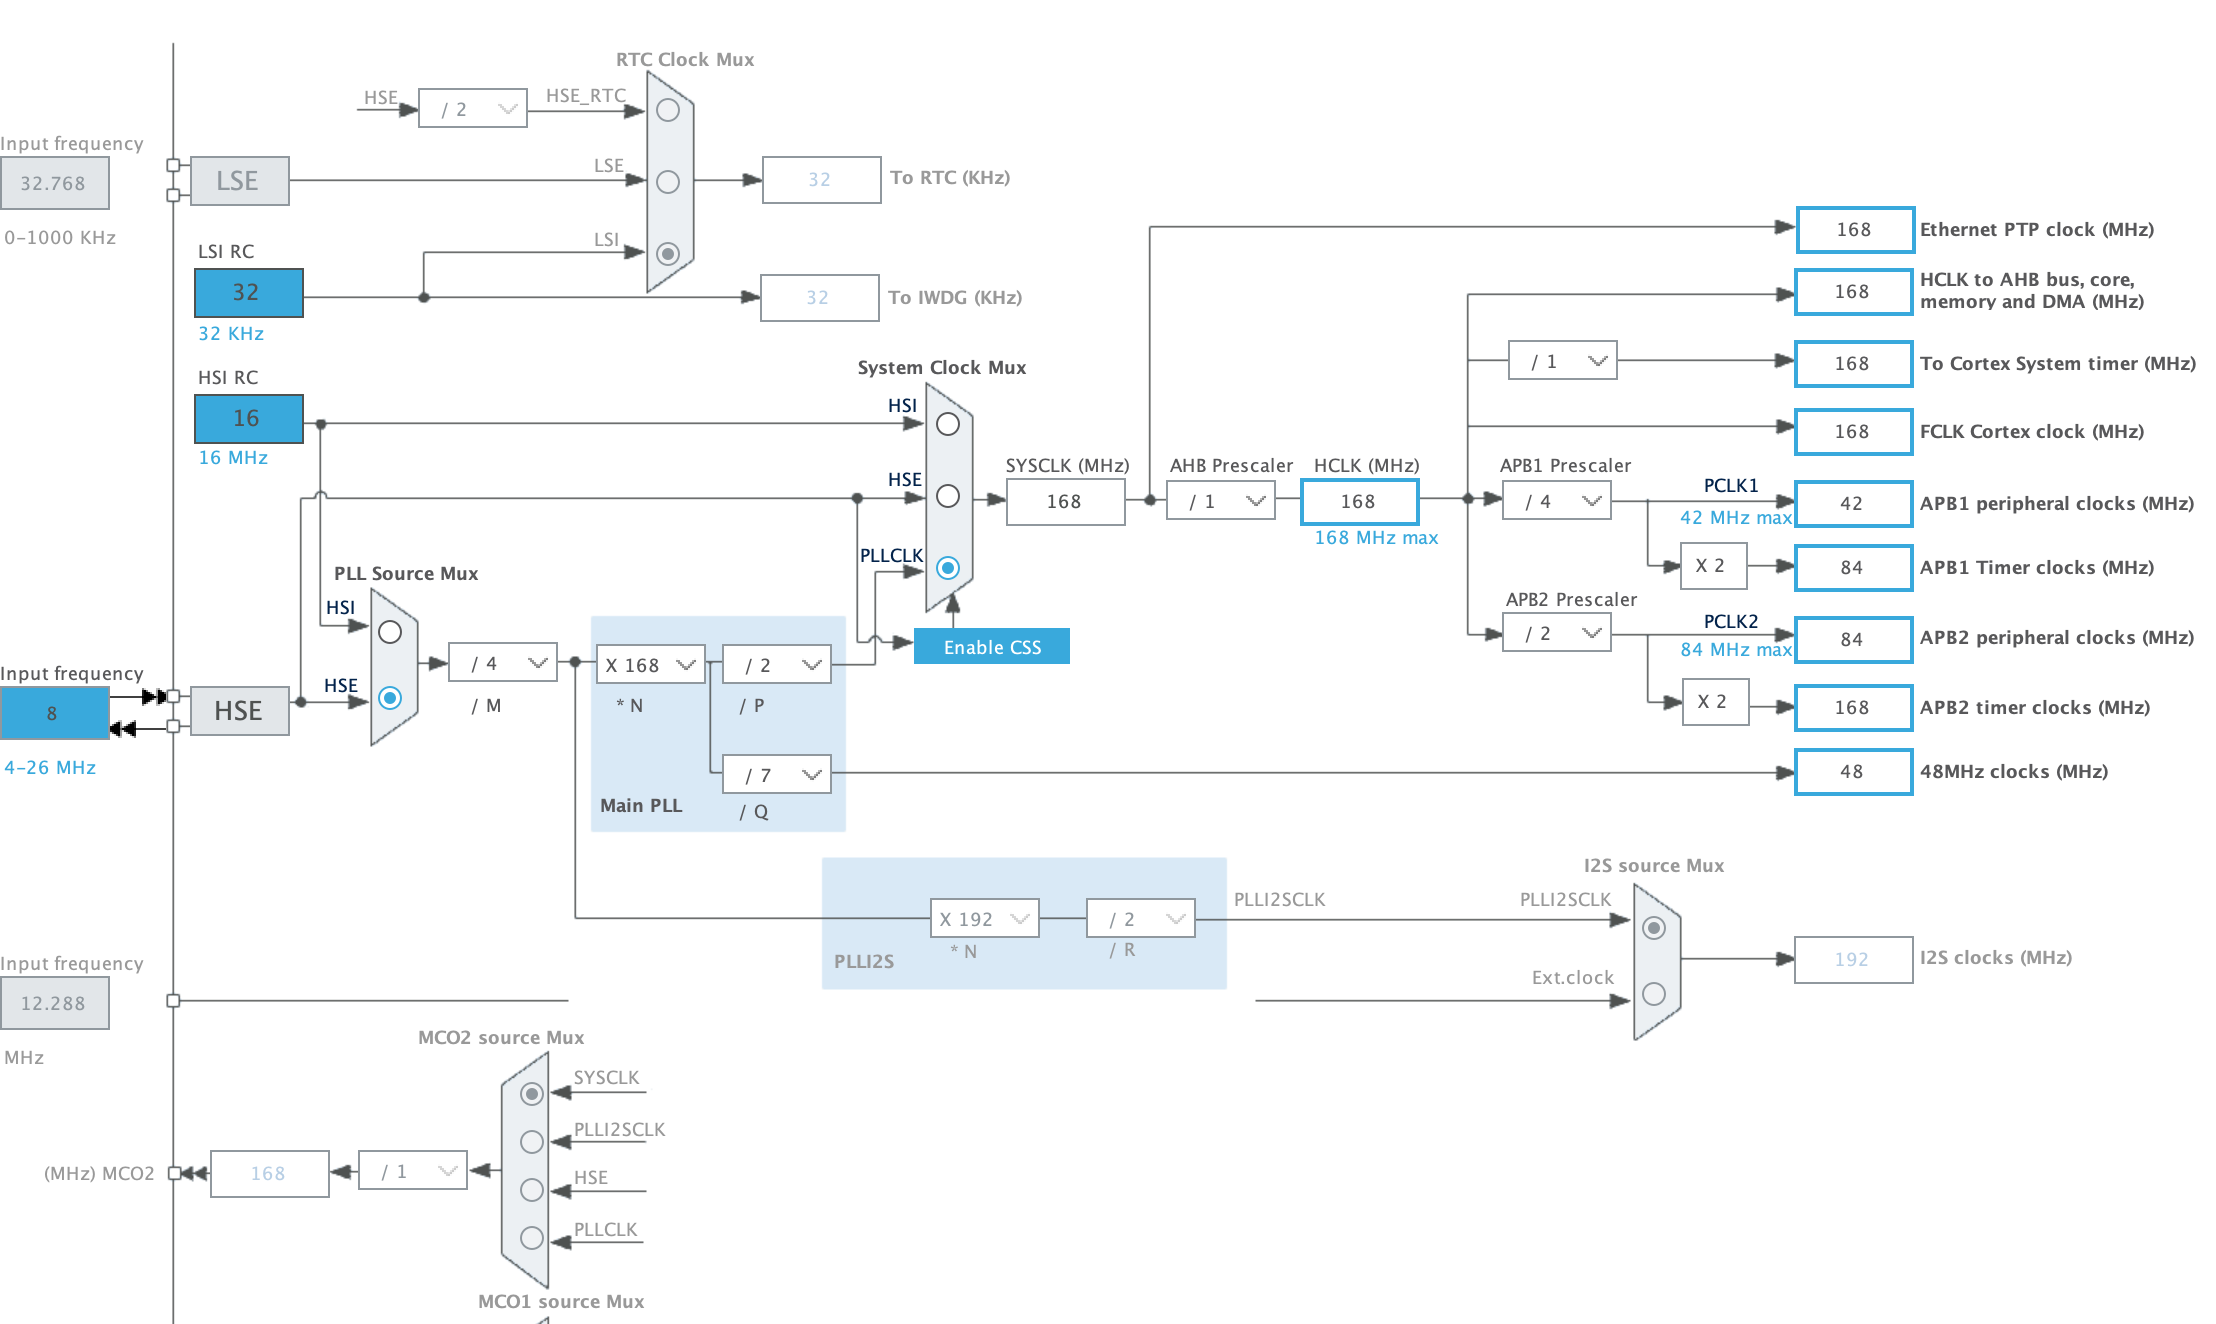 RTC Clock Mux
HSE
/ 2
HSE_RTC
Input frequency
32.768
LSE
LSE
32
To RTC (KHz)
0-1000 KHz
LSI RC
LSI
32
32
To IWDG (KHz)
32 KHz
Ethernet PTP clock (MHz)
168
HCLK to AHB bus, core,
memory and DMA (MHz)
168
/ 1
168
To Cortex System timer (MHz)
168
FCLK Cortex clock (MHz)
HSI RC
16
16 MHz
System Clock Mux
HSI
HSE
PLLCLK
SYSCLK (MHz)
168
AHB Prescaler
/ 1
HCLK (MHz)
168
168 MHz max
APB1 Prescaler
/ 4
PCLK1
42 MHz max
42
APB1 peripheral clocks (MHz)
X 2
84
APB1 Timer clocks (MHz)
APB2 Prescaler
/ 2
PCLK2
84 MHz max
84
APB2 peripheral clocks (MHz)
X 2
168
APB2 timer clocks (MHz)
Enable CSS
PLL Source Mux
HSI
HSE
Input frequency
8
HSE
4-26 MHz
/ 4
/ M
X 168
* N
/ 2
/ P
/ 7
/ Q
Main PLL
48
48MHz clocks (MHz)
PLLI2S
X 192
* N
/ 2
/ R
PLLI2SCLK
I2S source Mux
PLLI2SCLK
Ext.clock
192
I2S clocks (MHz)
Input frequency
12.288
MHz
MCO2 source Mux
SYSCLK
PLLI2SCLK
HSE
PLLCLK
(MHz) MCO2
168
/ 1
MCO1 source Mux